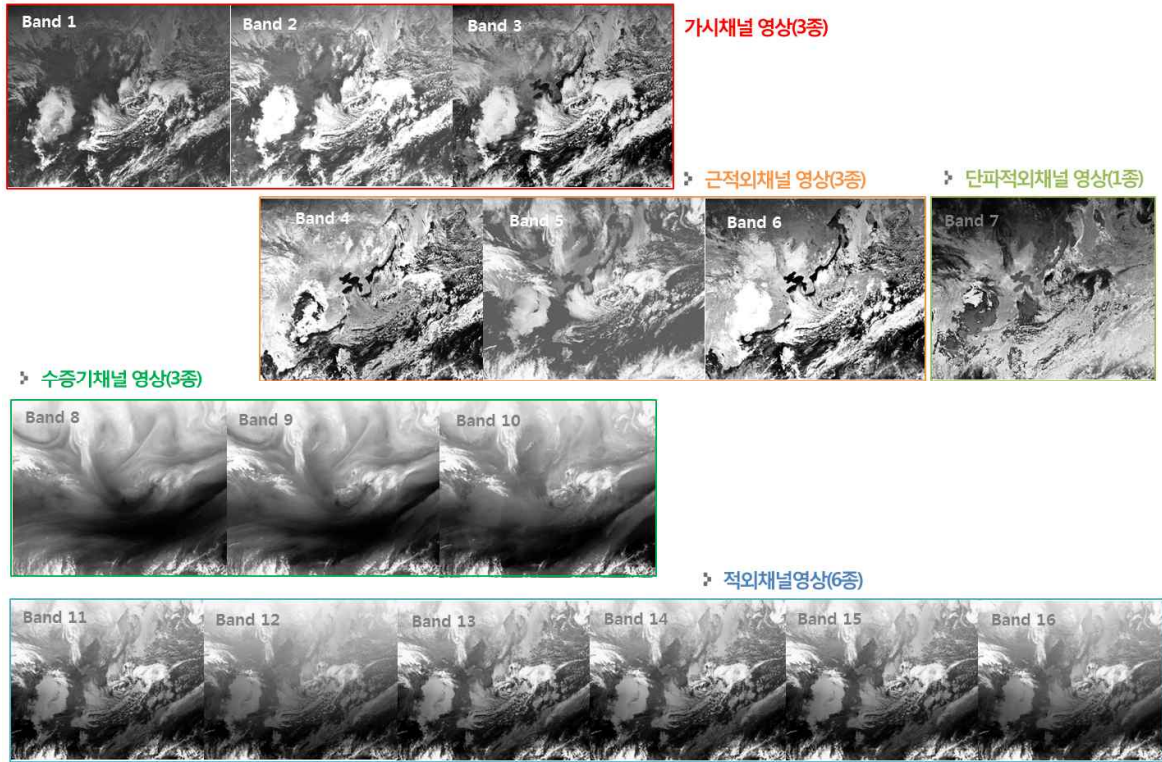 Band 1
Band 2
Band 3
가시채널 영상(3종)
근적외채널 영상(3종)
단파적외채널 영상(1종)
Band 4
Band 5
Band 6
Band 7
수증기채널 영상(3종)
Band 8
Band 9
Band 10
적외채널영상(6종)
Band 11
Band 12
Band 13
Band 14
Band 15
Band 16